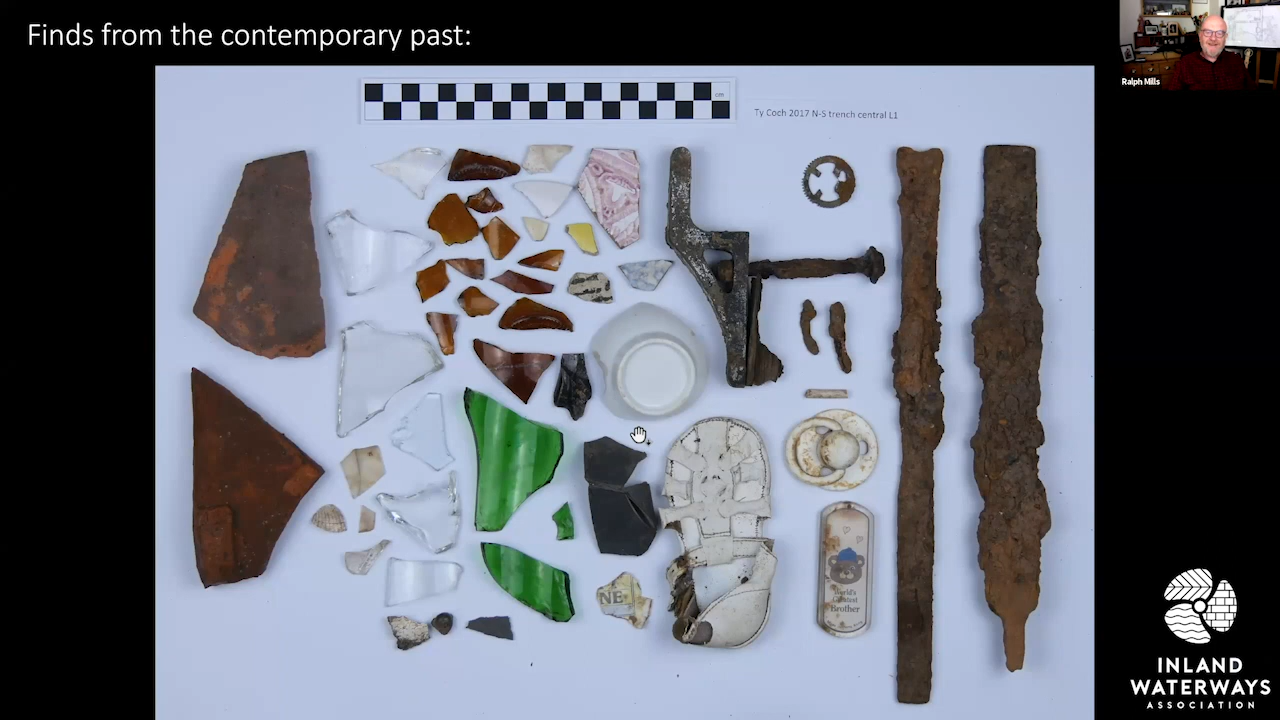 Finds from the contemporary past:
Ralph Mills
cm
Ty Coch 2017 N-S trench central L1
NE
World's
Greatest
Brother
INLAND
WATERWAYS
ASSOCIATION